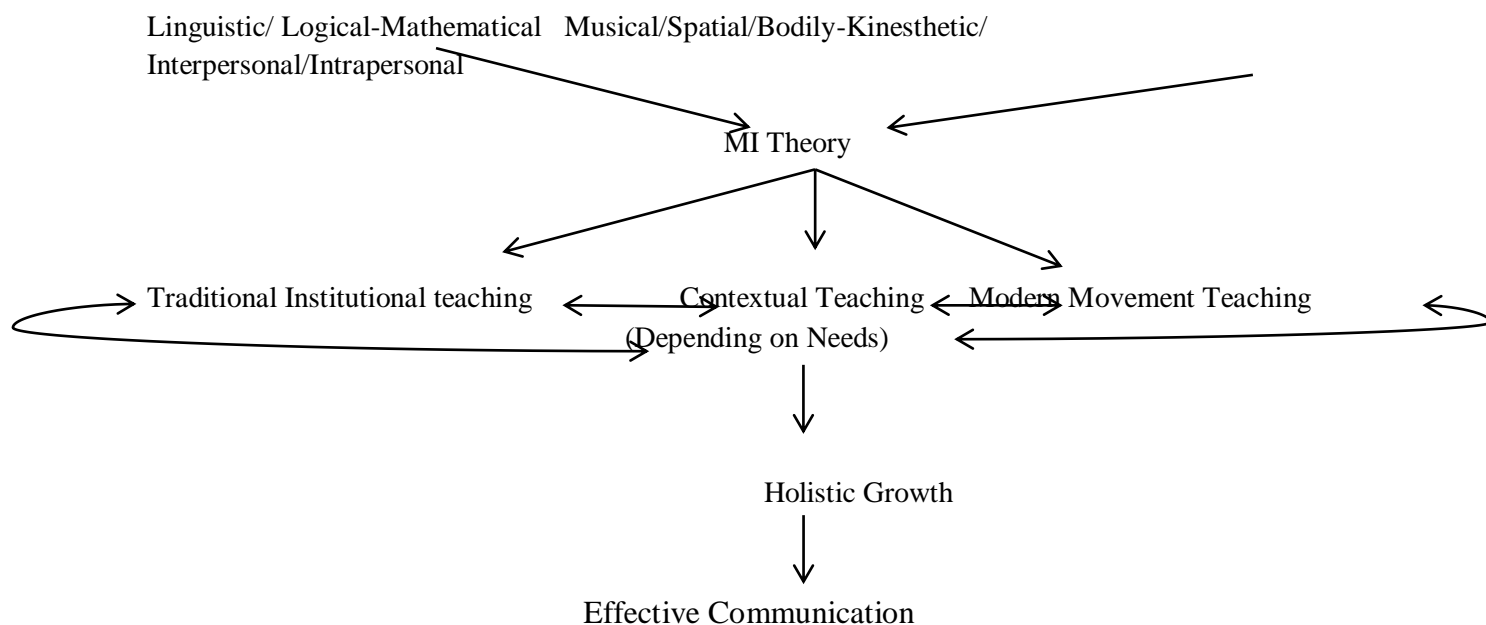 Linguistic/ Logical-Mathematical Musical/Spatial/Bodily-Kinesthetic/
Interpersonal/Intrapersonal
MI Theory
Traditional Institutional teaching Contextual Teaching Modern Movement Teaching
(Depending on Needs)
Holistic Growth
Effective Communication